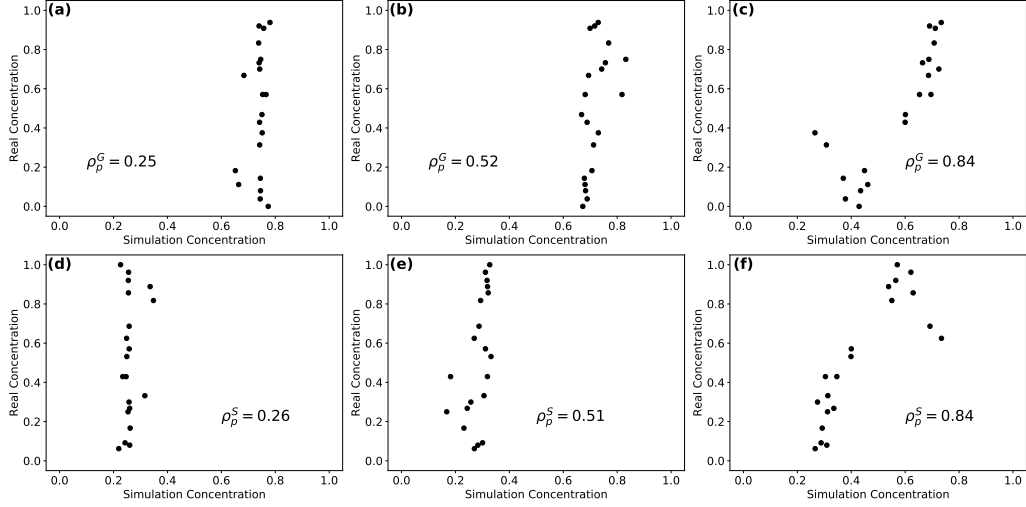 (a)
Real Concentration
1.0
0.8
0.6
0.4
0.2
0.0
ρ_p^G = 0.25
0.0 0.2 0.4 0.6 0.8 1.0
Simulation Concentration
(b)
Real Concentration
1.0
0.8
0.6
0.4
0.2
0.0
ρ_p^G = 0.52
0.0 0.2 0.4 0.6 0.8 1.0
Simulation Concentration
(c)
Real Concentration
1.0
0.8
0.6
0.4
0.2
0.0
ρ_p^G = 0.84
0.0 0.2 0.4 0.6 0.8 1.0
Simulation Concentration
(d)
Real Concentration
1.0
0.8
0.6
0.4
0.2
0.0
ρ_p^S = 0.26
0.0 0.2 0.4 0.6 0.8 1.0
Simulation Concentration
(e)
Real Concentration
1.0
0.8
0.6
0.4
0.2
0.0
ρ_p^S = 0.51
0.0 0.2 0.4 0.6 0.8 1.0
Simulation Concentration
(f)
Real Concentration
1.0
0.8
0.6
0.4
0.2
0.0
ρ_p^S = 0.84
0.0 0.2 0.4 0.6 0.8 1.0
Simulation Concentration